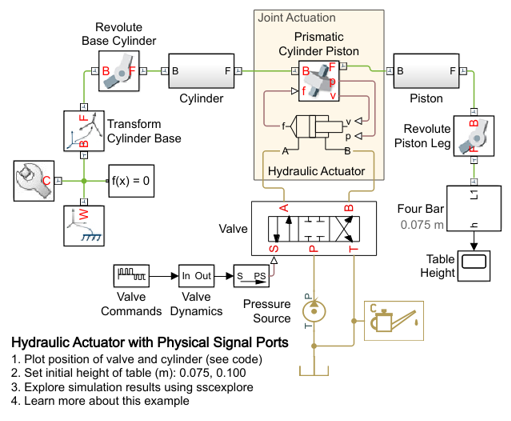 Joint Actuation
Revolute
Base Cylinder
Prismatic
Cylinder Piston
B F
B F
B F
f
p
v
B F
Cylinder
Piston
F
B
Transform
Cylinder Base
f
v
p
A
B
Hydraulic Actuator
B
F
Revolute
Piston Leg
C
f(x) = 0
W
L1
h
Four Bar
0.075 m
A
B
Valve
S
P
T
Table
Height
In Out
S PS
Valve
Commands
Valve
Dynamics
Pressure
Source
P
T
C
Hydraulic Actuator with Physical Signal Ports
1. Plot position of valve and cylinder (see code)
2. Set initial height of table (m): 0.075, 0.100
3. Explore simulation results using sscexplore
4. Learn more about this example